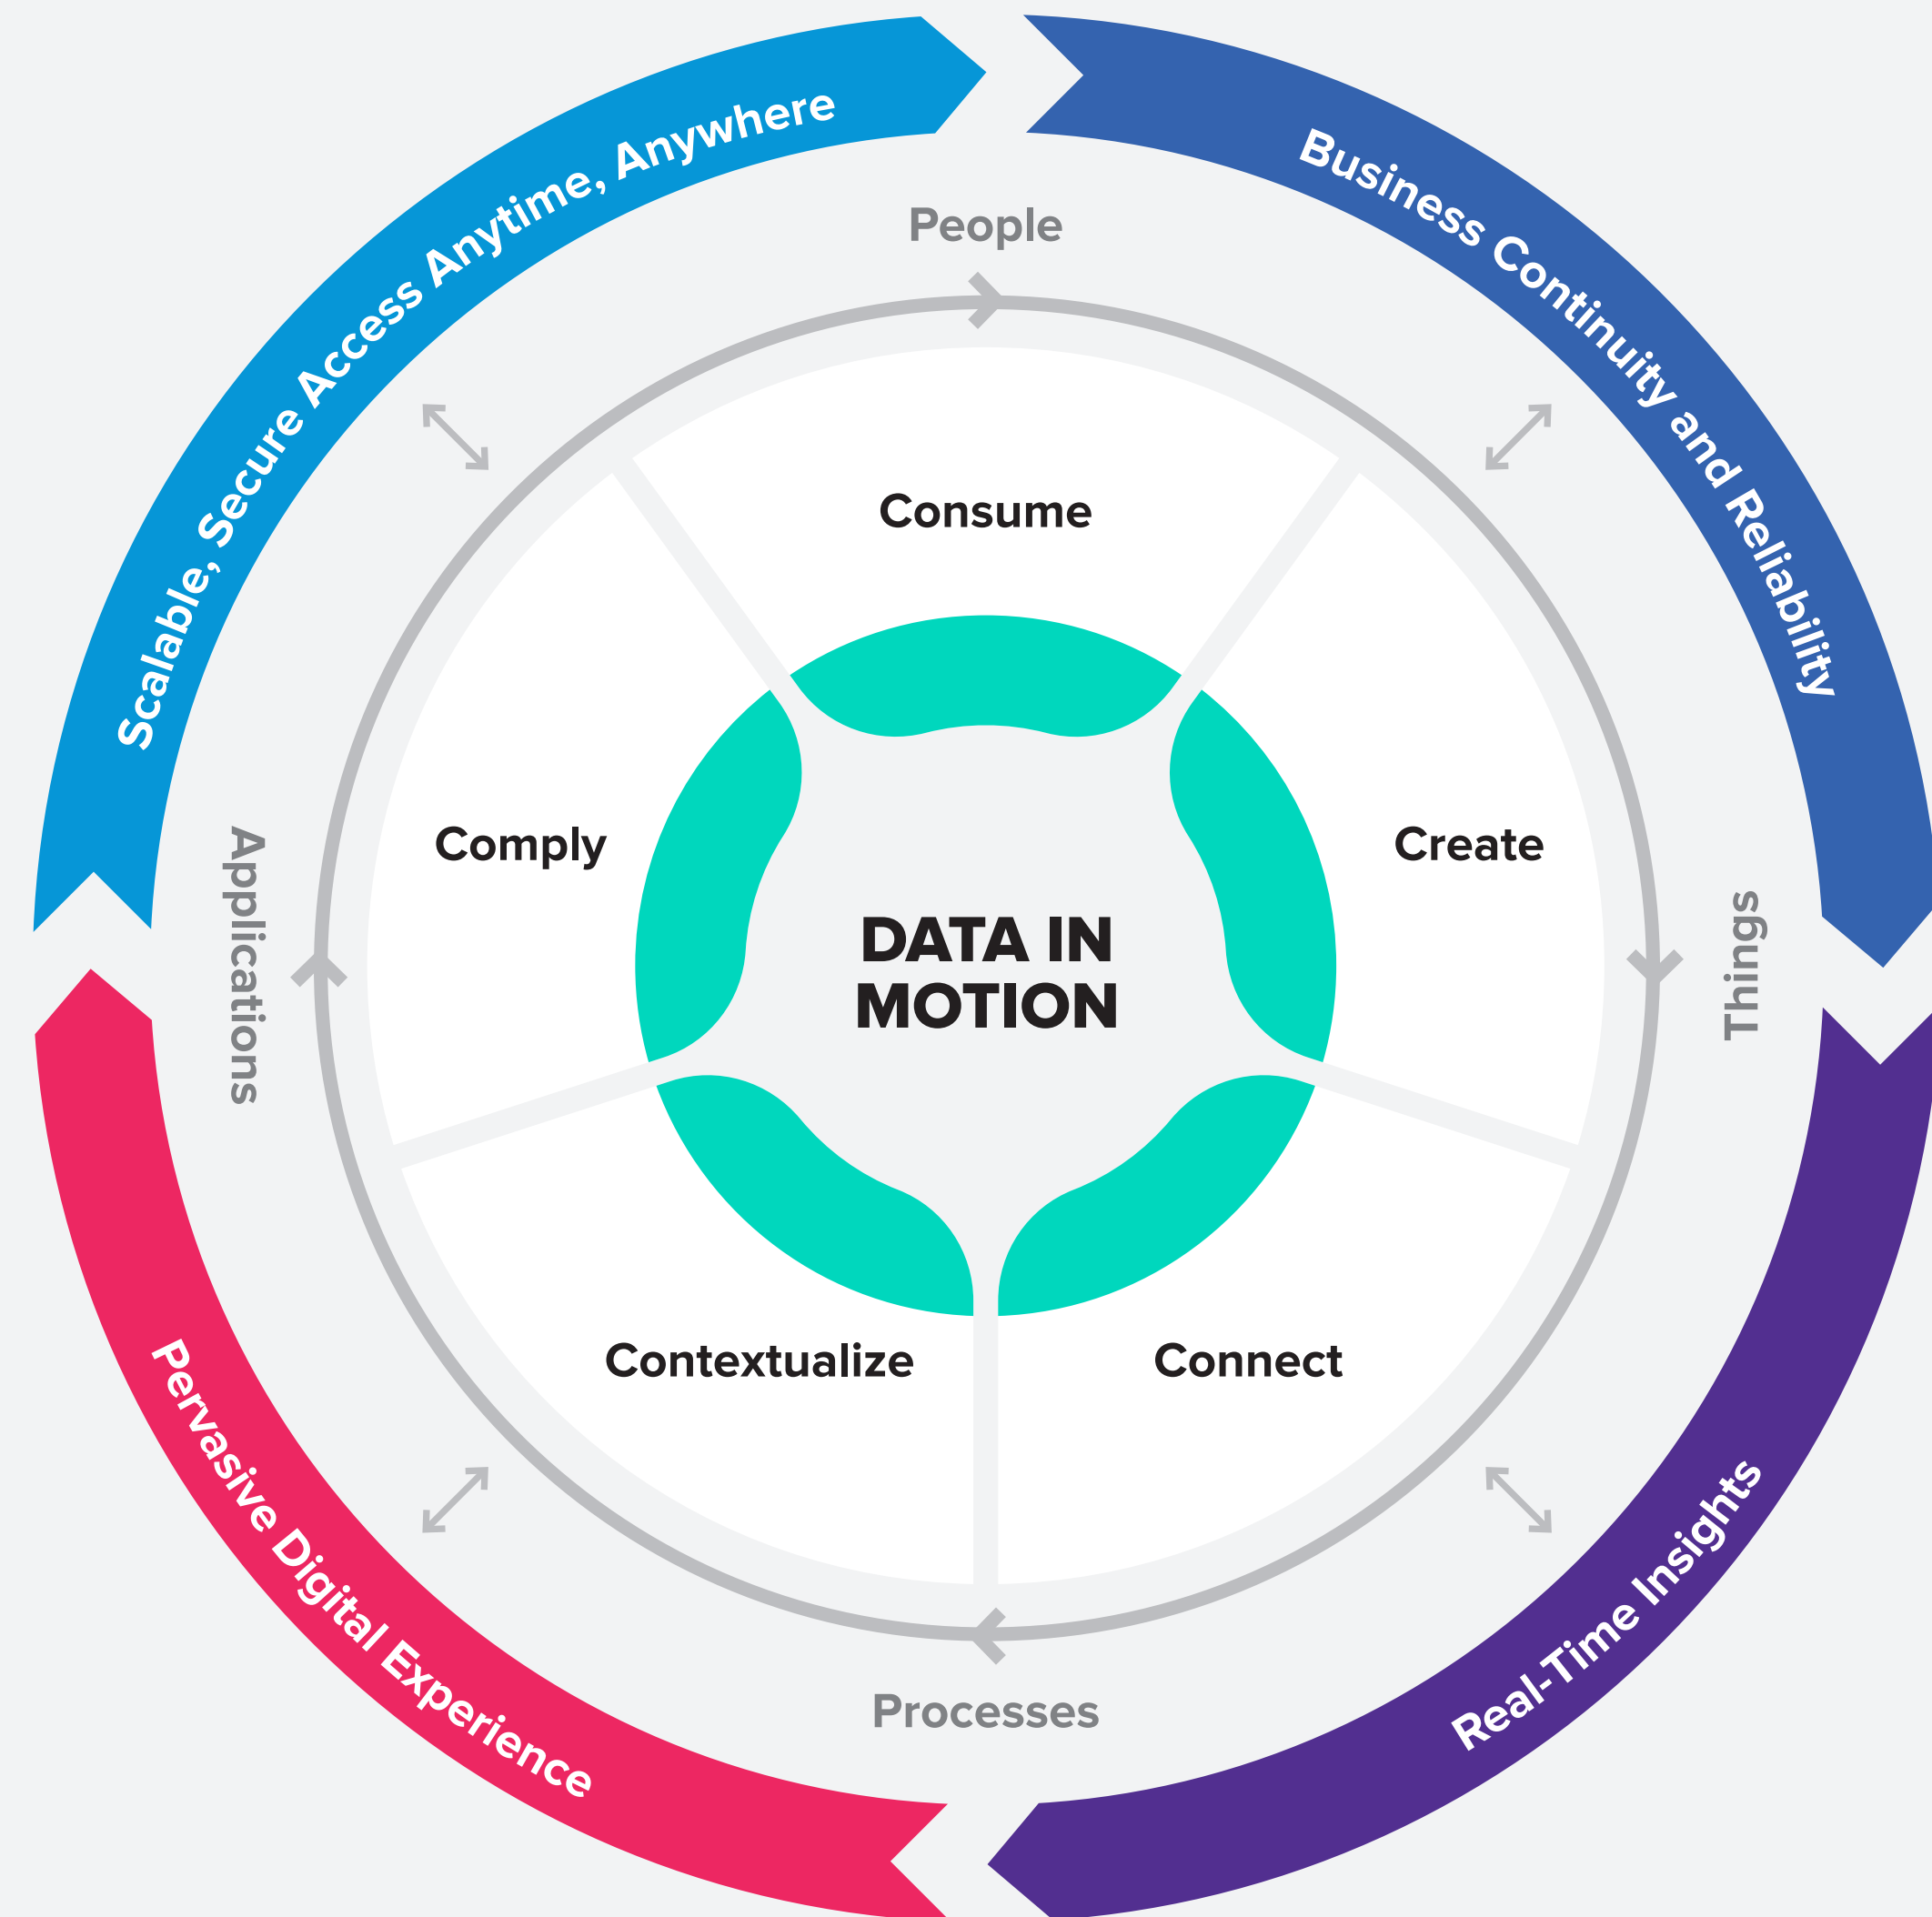 Scalable, Secure Access Anytime, Anywhere
Business Continuity and Reliability
People
Consume
Comply
Create
Applications
DATA IN
MOTION
Things
Contextualize
Connect
Pervasive Digital Experience
Real-Time Insights
Processes